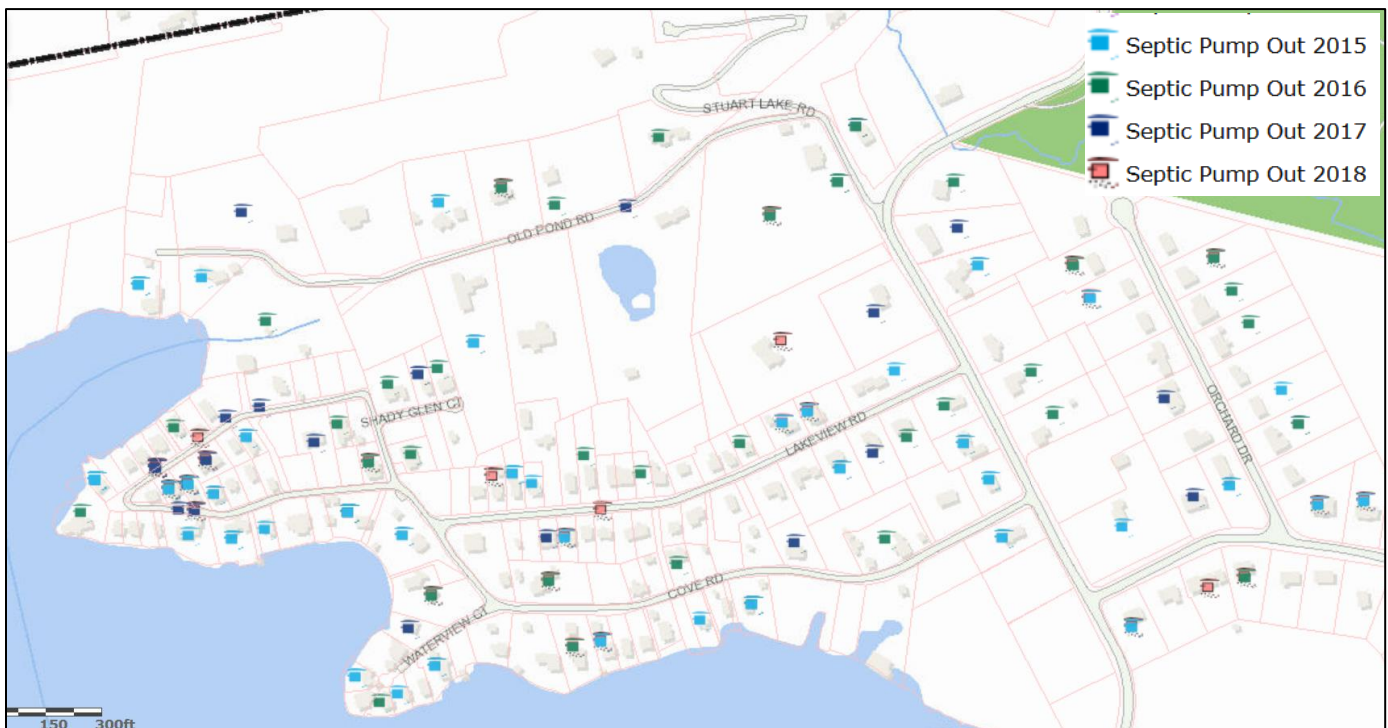 Septic Pump Out 2015
Septic Pump Out 2016
Septic Pump Out 2017
Septic Pump Out 2018
STUART LAKE RD
OLD POND RD
SHADY GLEN CT
ORCHARD DR
LAKEVIEW RD
COVE RD
WATERVIEW CT
150 300ft